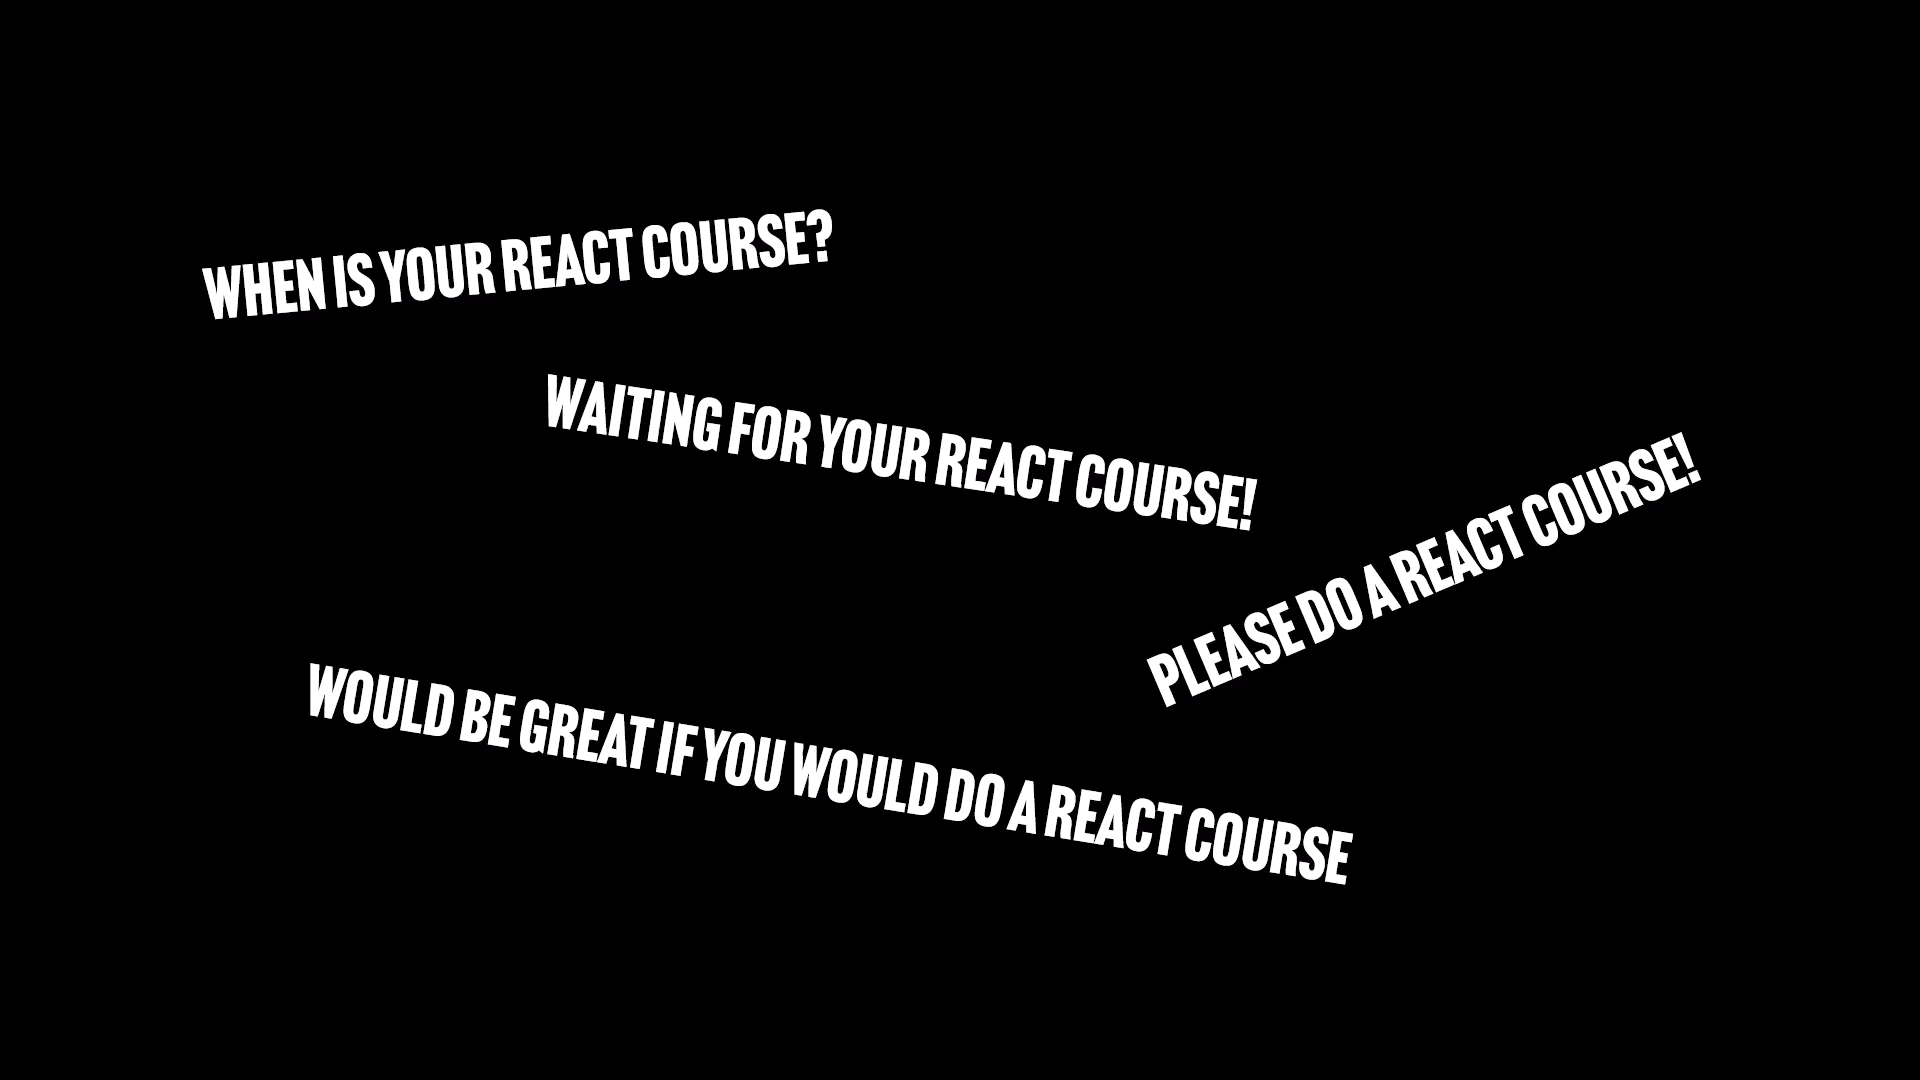 WHEN IS YOUR REACT COURSE?
WAITING FOR YOUR REACT COURSE!
PLEASE DO A REACT COURSE!
WOULD BE GREAT IF YOU WOULD DO A REACT COURSE